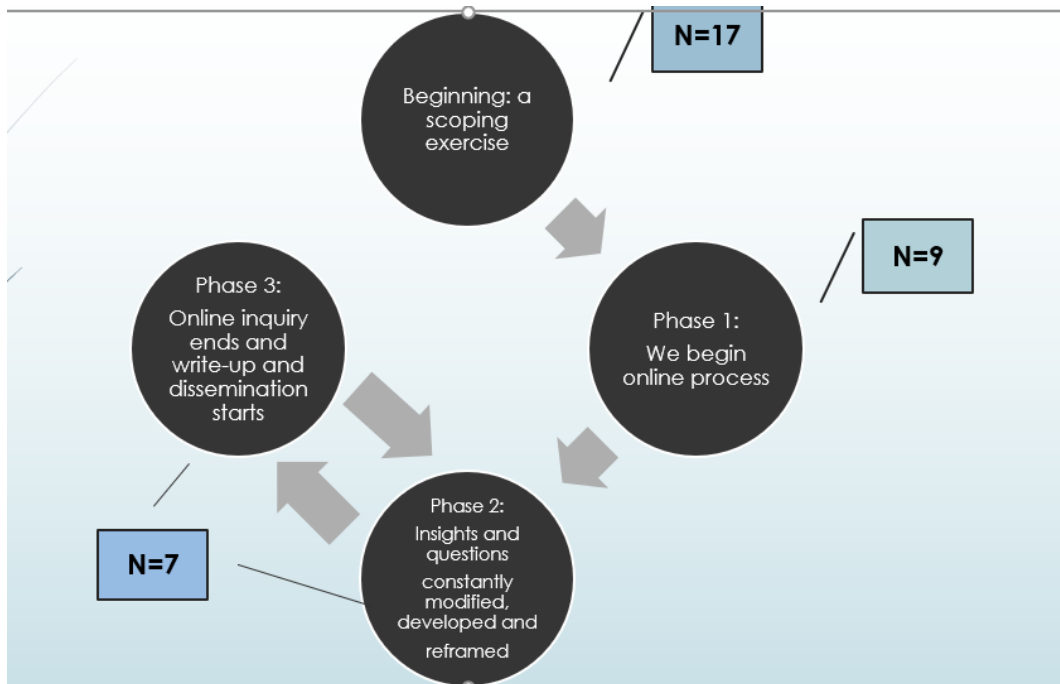 N=17
Beginning: a
scoping
exercise
N=9
Phase 1:
We begin
online process
Phase 2:
Insights and
questions
constantly
modified,
developed and
reframed
Phase 3:
Online inquiry
ends and
write-up and
dissemination
starts
N=7